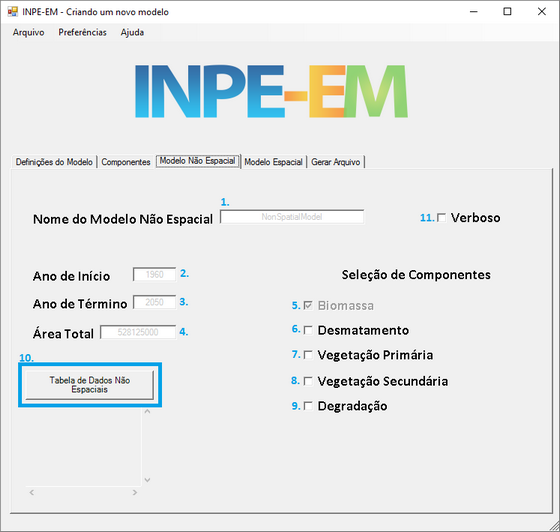 INPE-EM - Criando um novo modelo
Arquivo Preferências Ajuda
INPE-EM
Definições do Modelo Componentes Modelo Não Espacial Modelo Espacial Gerar Arquivo
1.
Nome do Modelo Não Espacial NonSpatialModel 11. Verboso
Ano de Início 1960 2. Seleção de Componentes
Ano de Término 2050 3. 5. Biomassa
Área Total 528125000 4. 6. Desmatamento
10. 7. Vegetação Primária
Tabela de Dados Não
Espaciais
8. Vegetação Secundária
9. Degradação